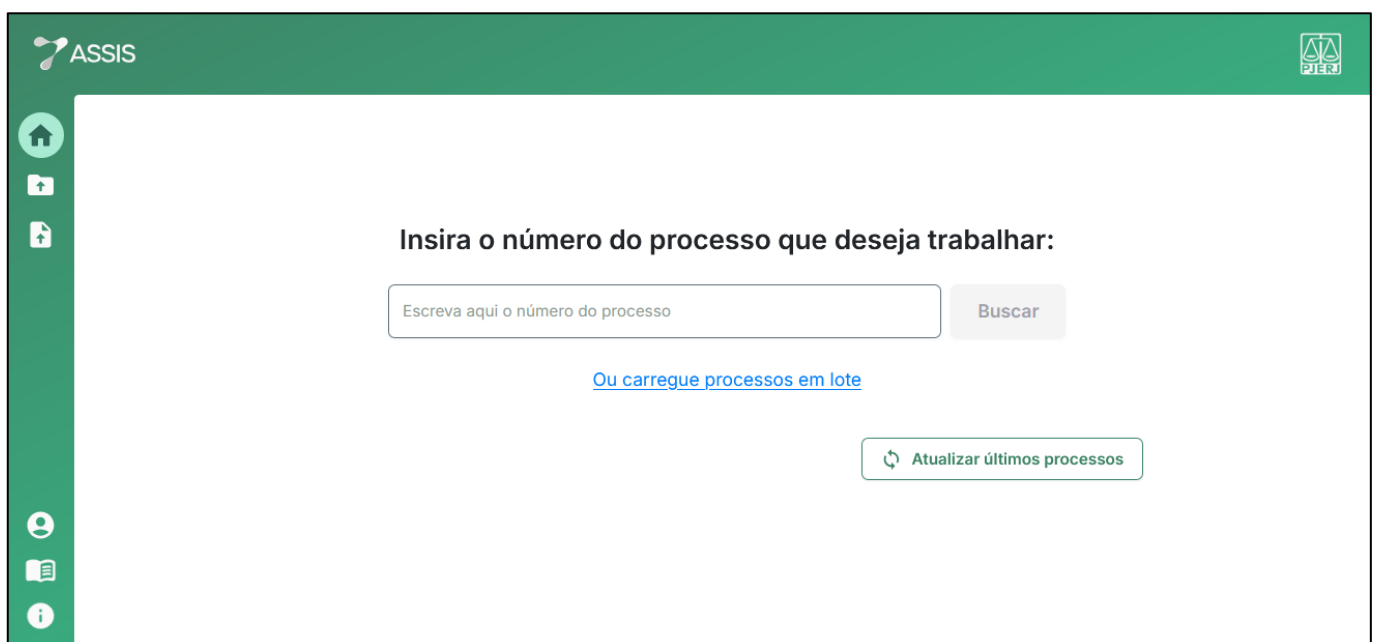 ASSIS
PJERJ
Insira o número do processo que deseja trabalhar:
Escreva aqui o número do processo
Buscar
Ou carregue processos em lote
Atualizar últimos processos